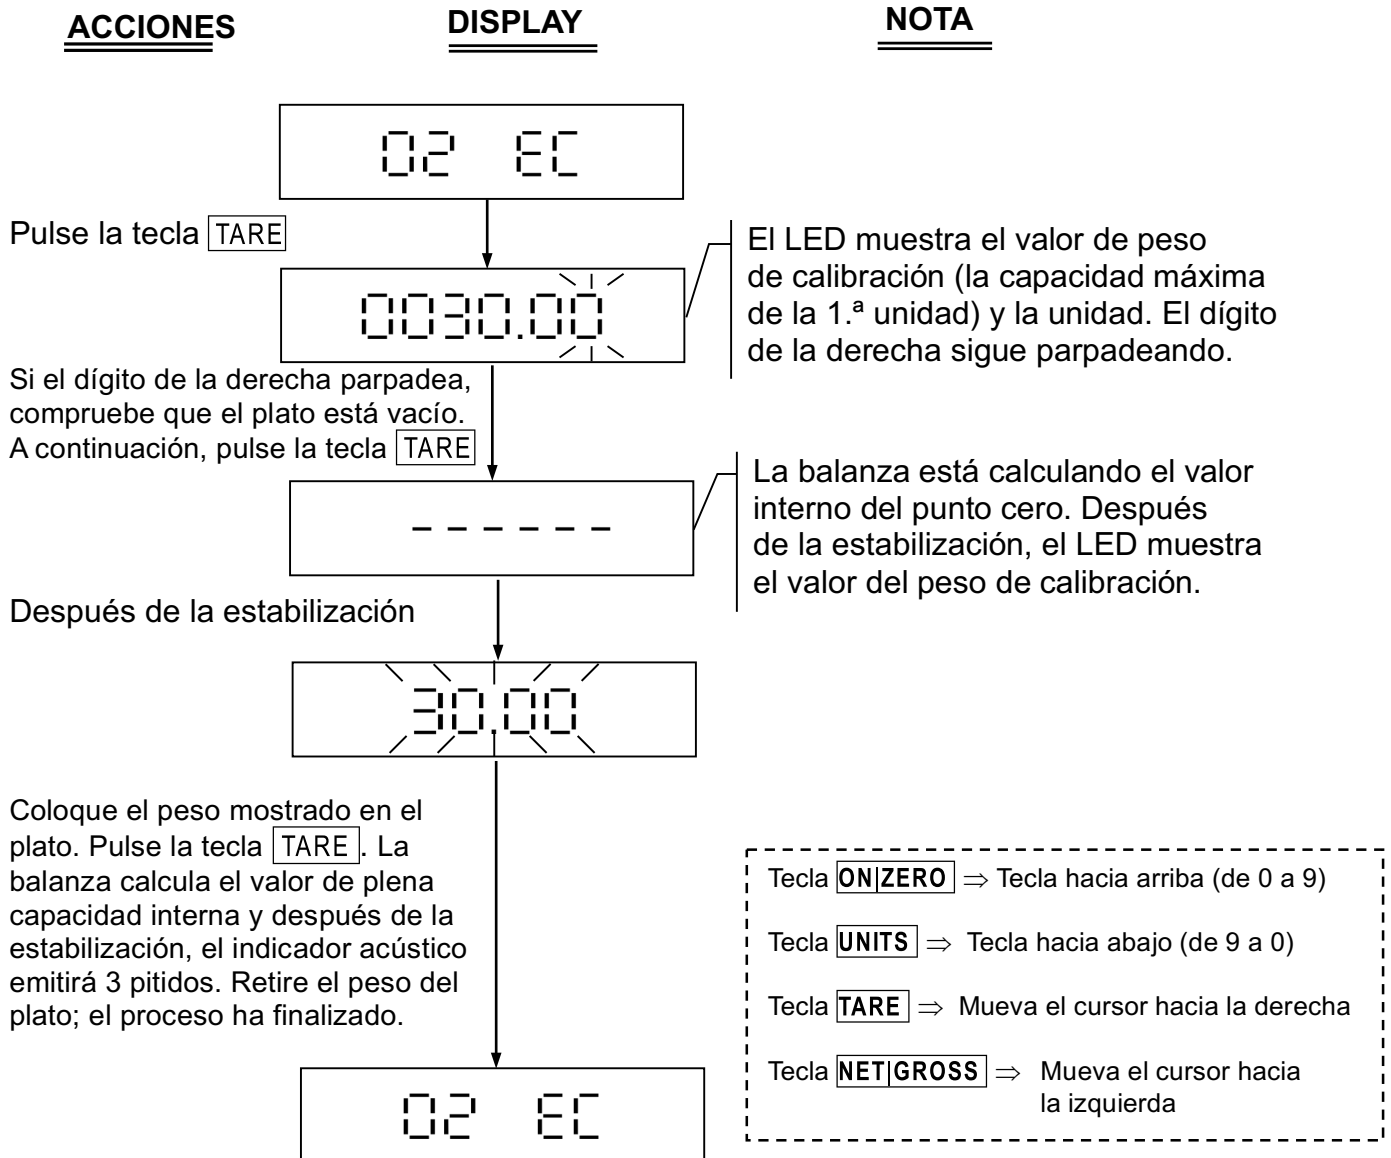 ACCIONES
DISPLAY
NOTA
02 EC
Pulse la tecla TARE
0030.00
El LED muestra el valor de peso
de calibración (la capacidad máxima
de la 1.ª unidad) y la unidad. El dígito
de la derecha sigue parpadeando.
Si el dígito de la derecha parpadea,
compruebe que el plato está vacío.
A continuación, pulse la tecla TARE
------
La balanza está calculando el valor
interno del punto cero. Después
de la estabilización, el LED muestra
el valor del peso de calibración.
Después de la estabilización
30.00
Coloque el peso mostrado en el
plato. Pulse la tecla TARE. La
balanza calcula el valor de plena
capacidad interna y después de la
estabilización, el indicador acústico
emitirá 3 pitidos. Retire el peso del
plato; el proceso ha finalizado.
Tecla ON|ZERO ⇒ Tecla hacia arriba (de 0 a 9)
Tecla UNITS ⇒ Tecla hacia abajo (de 9 a 0)
Tecla TARE ⇒ Mueva el cursor hacia la derecha
Tecla NET|GROSS ⇒ Mueva el cursor hacia
la izquierda
02 EC